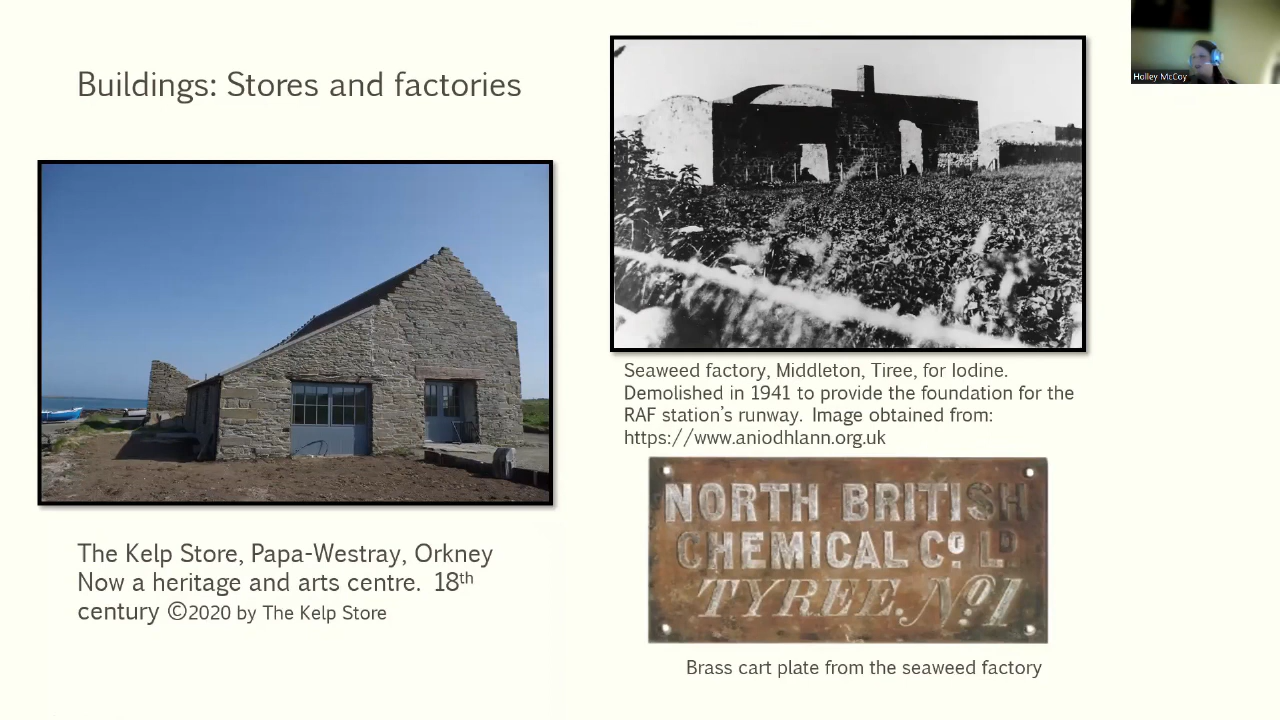 Buildings: Stores and factories
Holley McCoy
The Kelp Store, Papa-Westray, Orkney
Now a heritage and arts centre. 18th
century ©2020 by The Kelp Store
Seaweed factory, Middleton, Tiree, for Iodine.
Demolished in 1941 to provide the foundation for the
RAF station's runway. Image obtained from:
https://www.aniodhlann.org.uk
NORTH BRITISH
CHEMICAL Co. LD
TYREE. No. 1
Brass cart plate from the seaweed factory